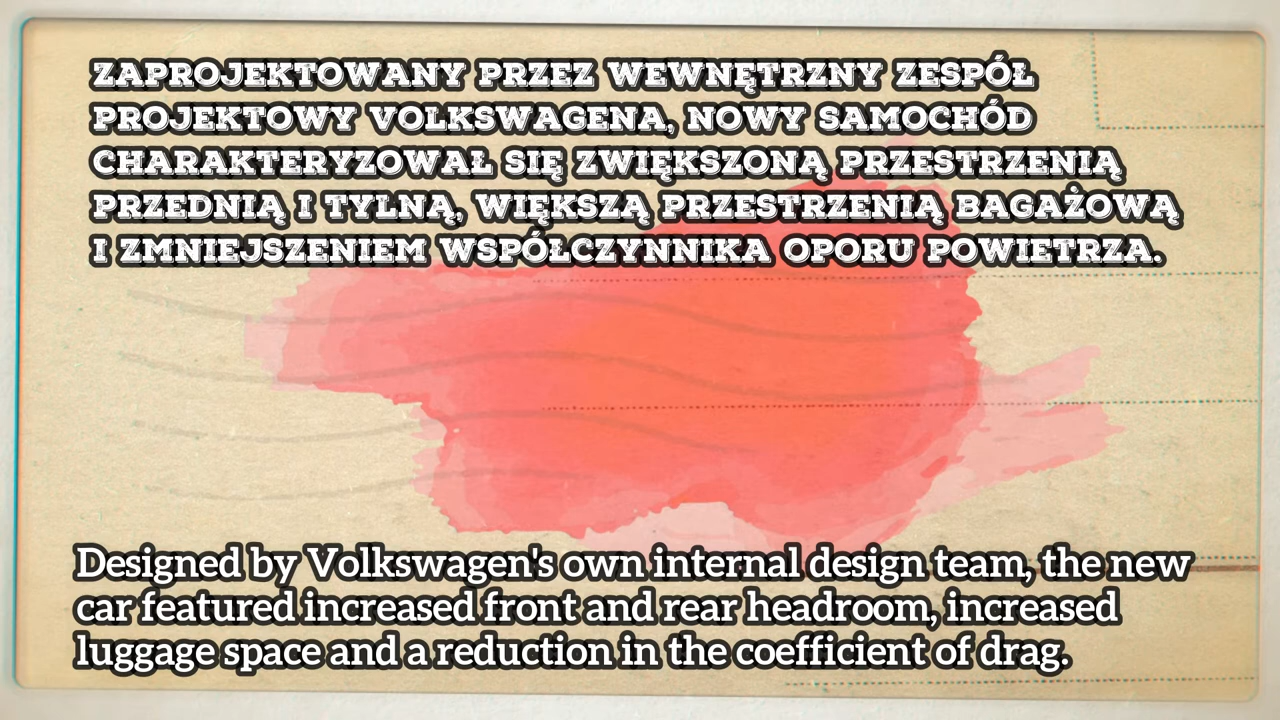 ZAPROJEKTOWANY PRZEZ WEWNĘTRZNY ZESPÓŁ
PROJEKTOWY VOLKSWAGENA, NOWY SAMOCHÓD
CHARAKTERYZOWAŁ SIĘ ZWIĘKSZONĄ PRZESTRZENIĄ
PRZEDNIĄ I TYLNĄ, WIĘKSZĄ PRZESTRZENIĄ BAGAŻOWĄ
I ZMNIEJSZENIEM WSPÓŁCZYNNIKA OPORU POWIETRZA.
Designed by Volkswagen's own internal design team, the new
car featured increased front and rear headroom, increased
luggage space and a reduction in the coefficient of drag.